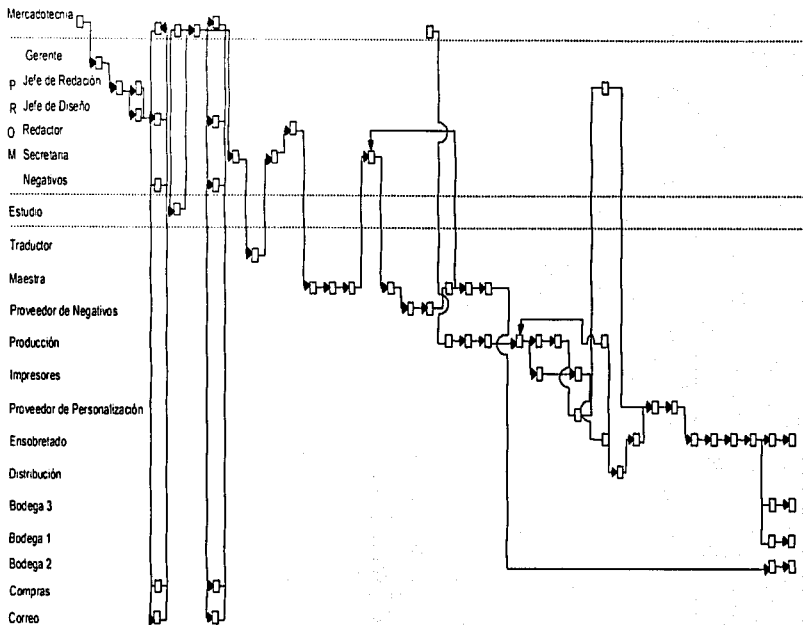 Mercadotecnia
Gerente
P Jefe de Redación
R Jefe de Diseño
O Redactor
M Secretaria
Negativos
Estudio
Traductor
Maestra
Proveedor de Negativos
Producción
Impresores
Proveedor de Personalización
Ensobretado
Distribución
Bodega 3
Bodega 1
Bodega 2
Compras
Correo